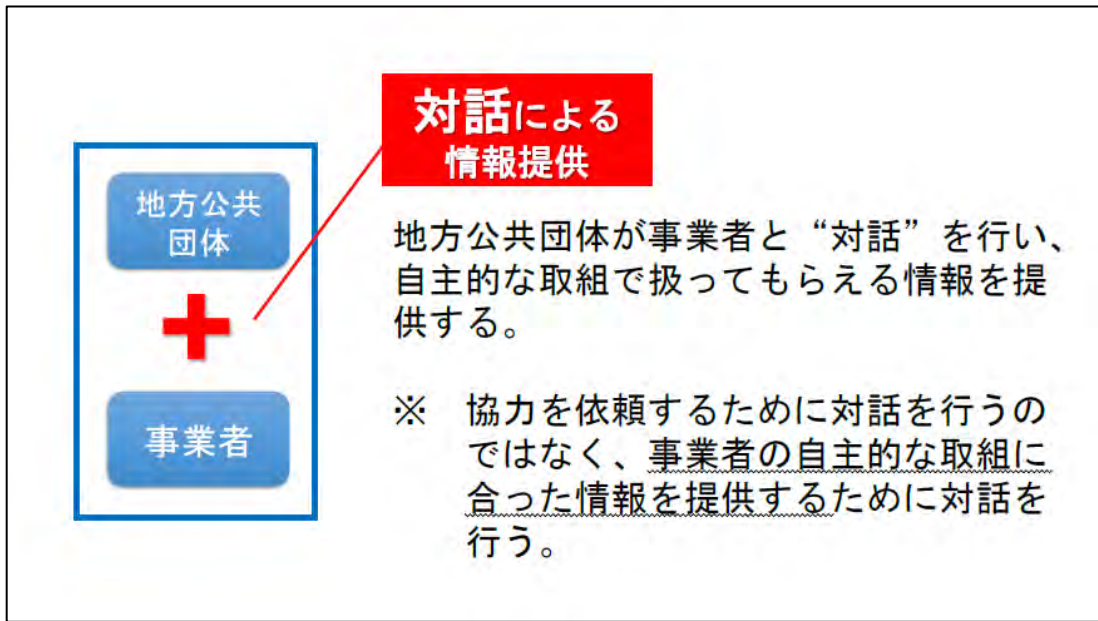 対話による
情報提供
地方公共
団体
事業者
地方公共団体が事業者と“対話”を行い、
自主的な取組で扱ってもらえる情報を提
供する。
※　協力を依頼するために対話を行うの
ではなく、事業者の自主的な取組に
合った情報を提供するために対話を
行う。